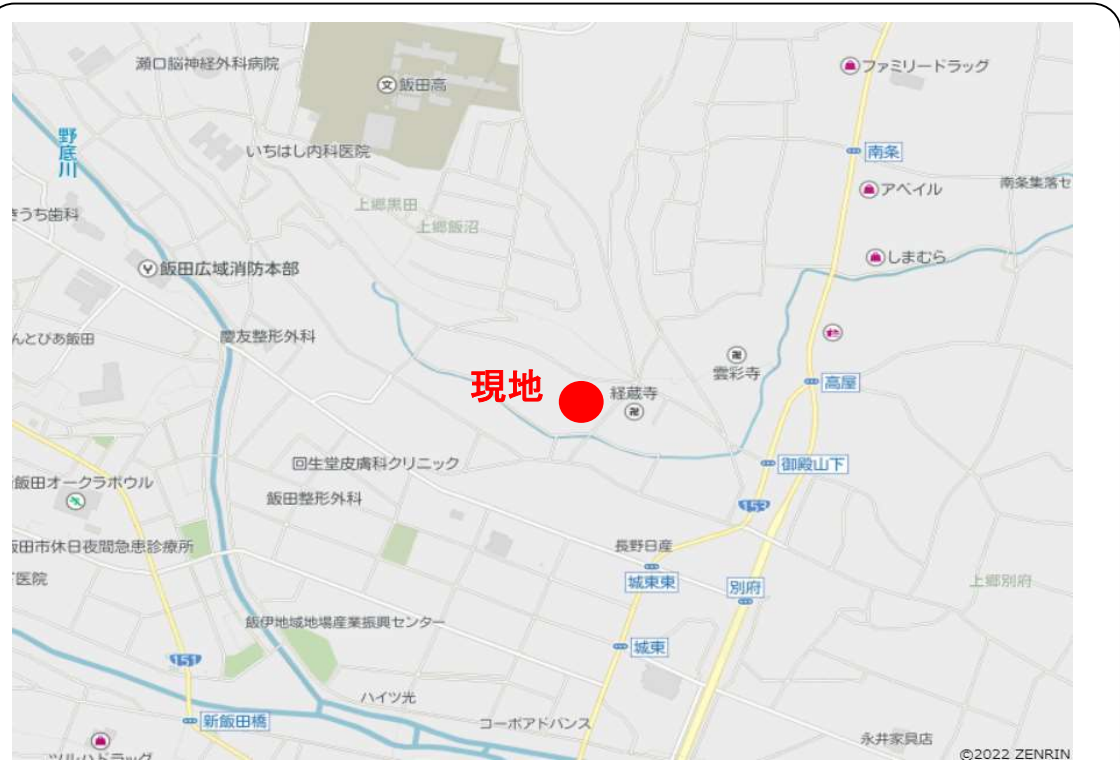 瀬口脳神経外科病院
文 飯田高
ファミリードラッグ
野底川
いちはし内科医院
南条
アベイル
南条集落セ
上郷黒田
上郷飯沼
きうち歯科
しまむら
飯田広域消防本部
んとぴあ飯田
慶友整形外科
雲彩寺
現地
経蔵寺
高屋
回生堂皮膚科クリニック
御殿山下
飯田オークラボウル
飯田整形外科
153
飯田市休日夜間急患診療所
長野日産
医院
城東東
別府
上郷別府
飯伊地域地場産業振興センター
城東
151
ハイツ光
新飯田橋
コーポアドバンス
永井家具店
ツルハドラッグ
©2022 ZENRIN